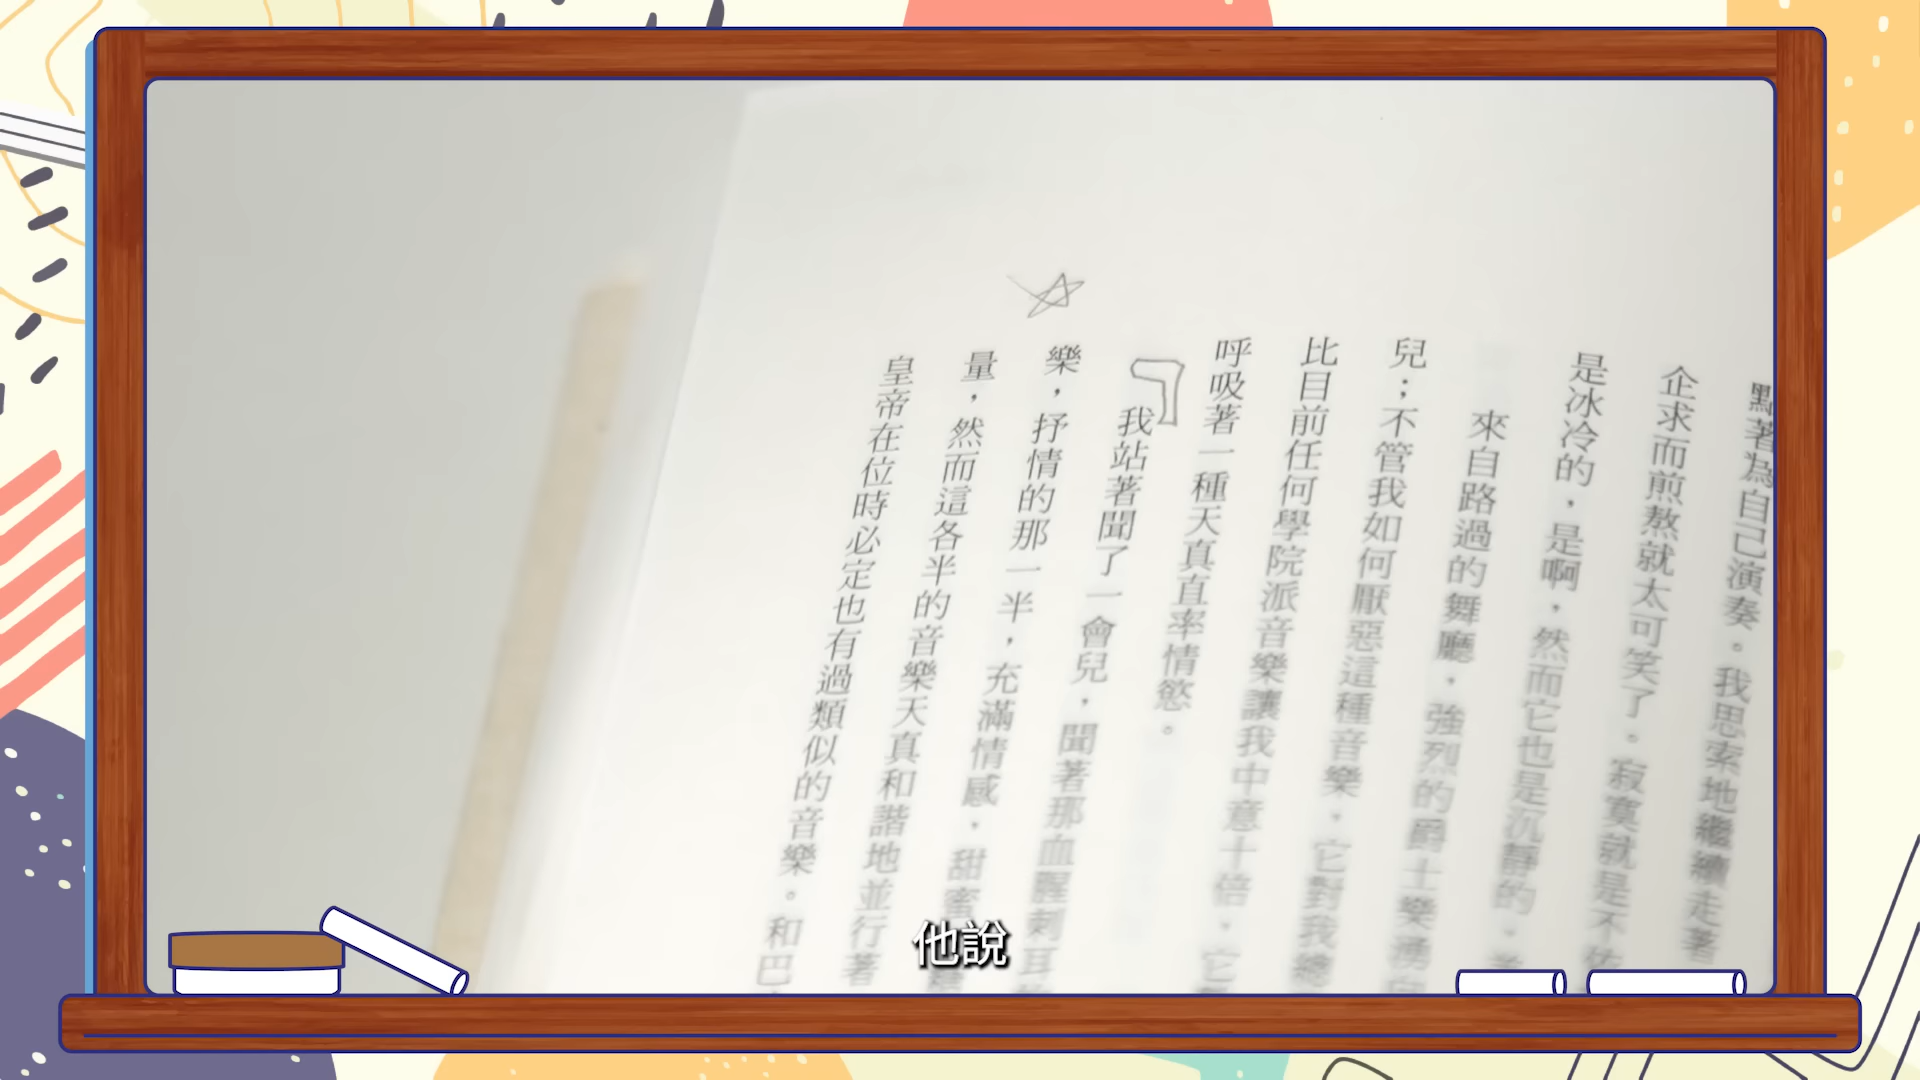 點著為自己演奏。我思索地繼續走著
企求而煎熬就太可笑了。寂寞就是不依
是冰冷的，是啊，然而它也是沉靜的，
來自路過的舞廳，強烈的爵士樂湧向
兒；不管我如何厭惡這種音樂，它對我總
比目前任何學院派音樂讓我中意十倍，它
呼吸著一種天真直率情慾。
我站著聞了一會兒，聞著那血腥刺耳
樂，抒情的那一半，充滿情感，甜蜜
量，然而這各半的音樂天真和諧地並行著
皇帝在位時必定也有過類似的音樂。和巴
他說